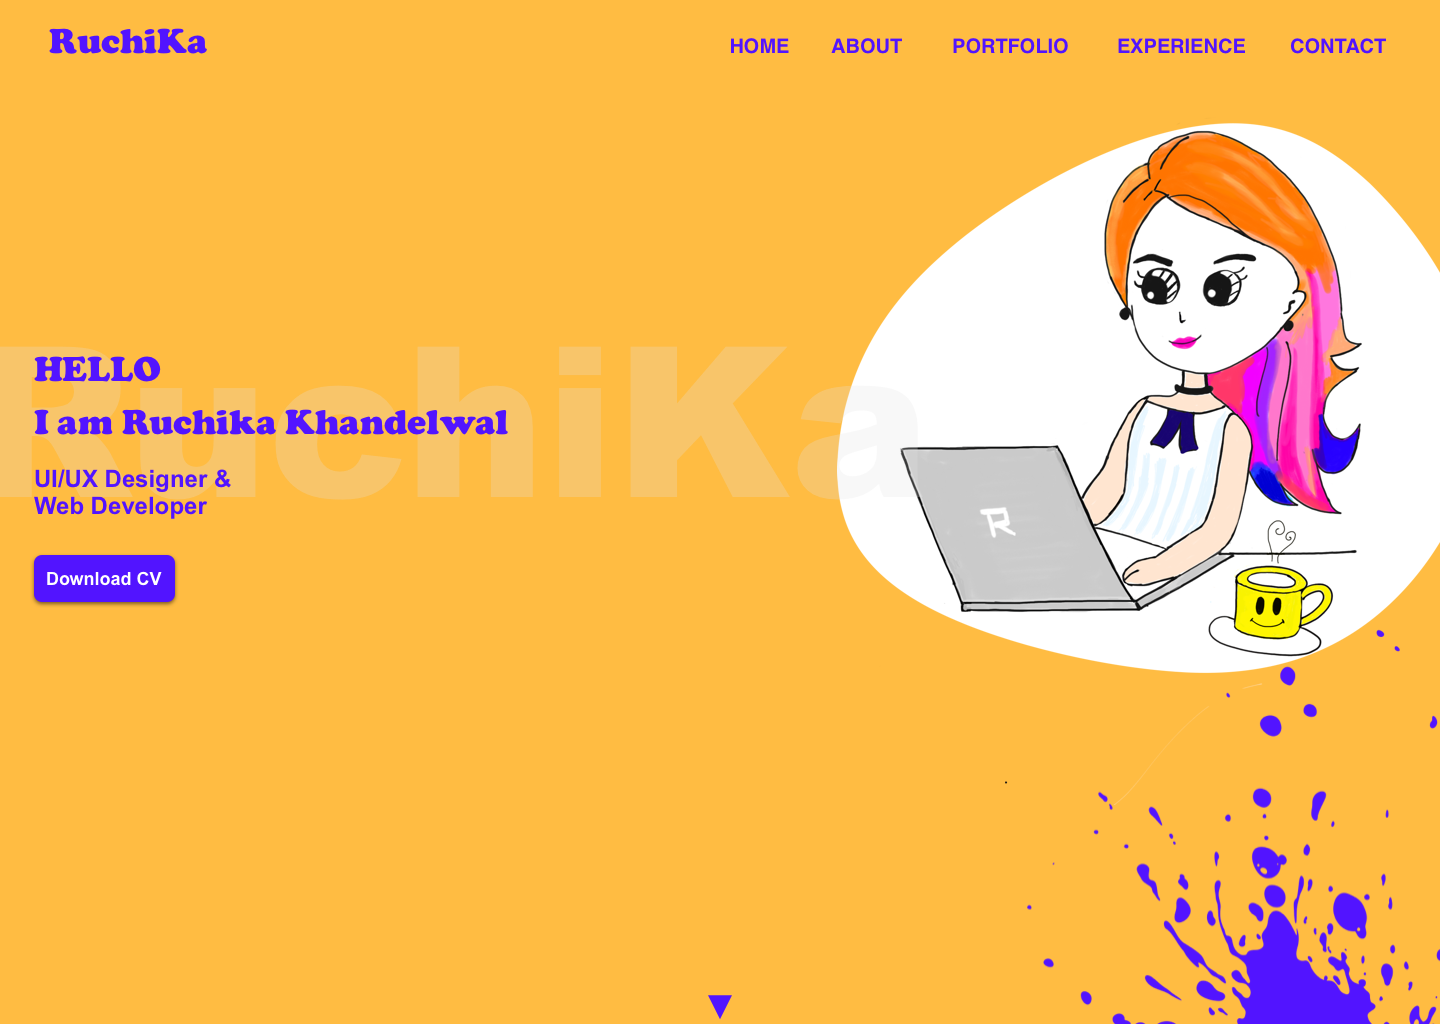 RuchiKa
HOME ABOUT PORTFOLIO EXPERIENCE CONTACT
RuchiKa
HELLO
I am Ruchika Khandelwal
UI/UX Designer &
Web Developer
Download CV
R